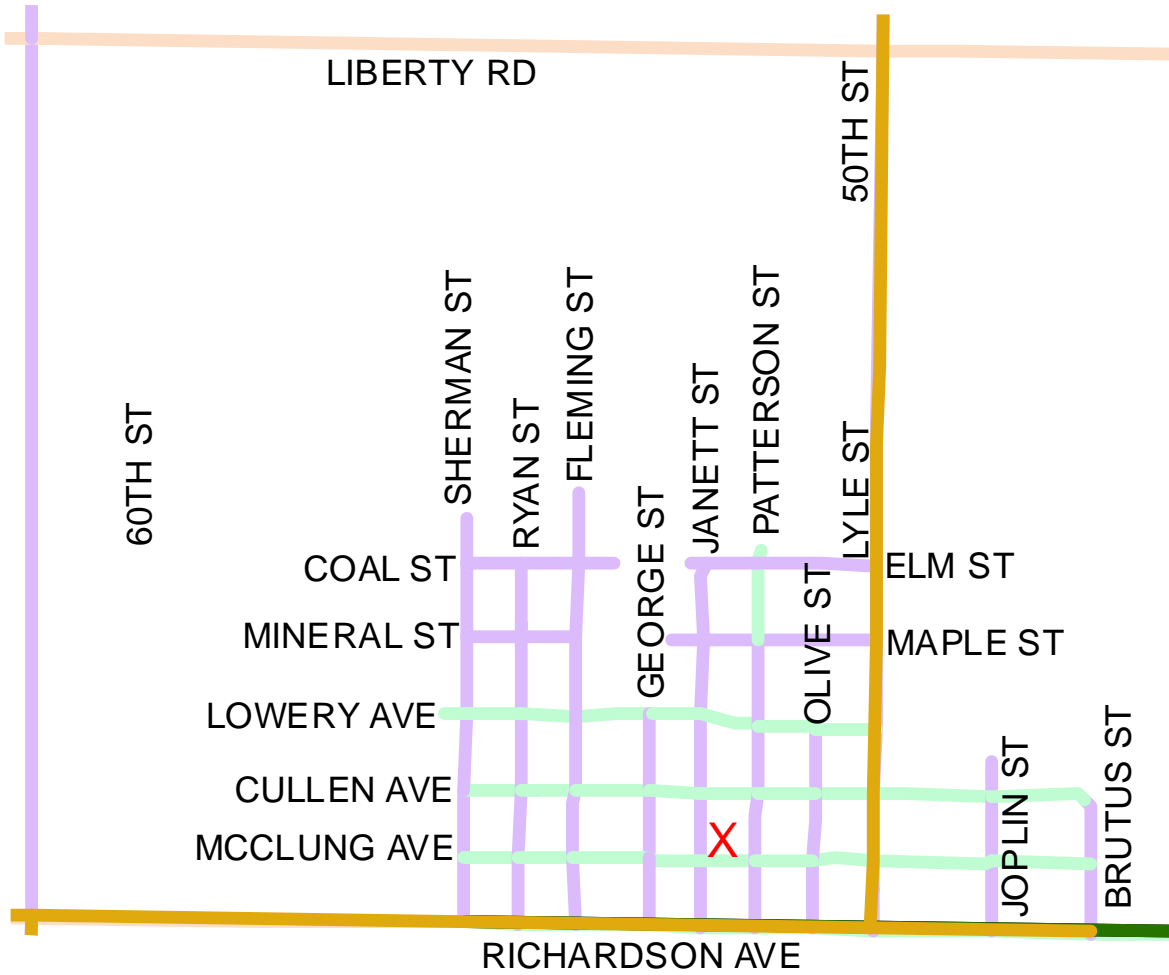 LIBERTY RD
50TH ST
60TH ST
SHERMAN ST
RYAN ST
FLEMING ST
GEORGE ST
JANETT ST
PATTERSON ST
OLIVE ST
LYLE ST
COAL ST
ELM ST
MINERAL ST
MAPLE ST
LOWERY AVE
CULLEN AVE
MCCLUNG AVE
X
JOPLIN ST
BRUTUS ST
RICHARDSON AVE